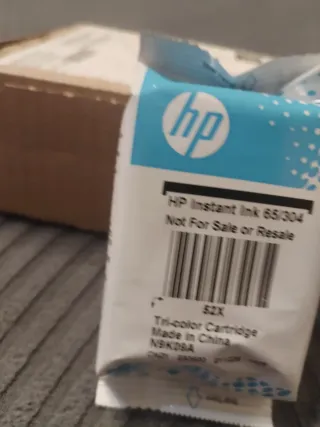 hp
HP Instant Ink 65/304
Not For Sale or Resale
52X
Tri-color Cartridge
Made in China
N9K09A